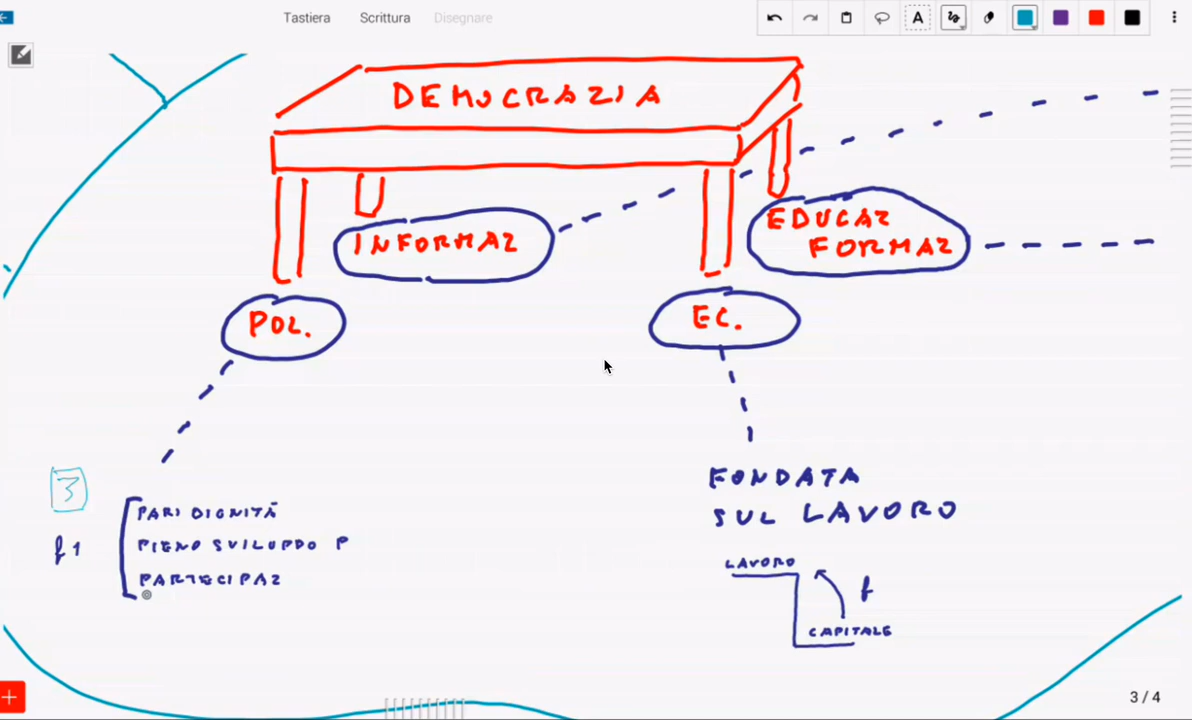 Tastiera
Scrittura
Disegnare
A
DEMOCRAZIA
INFORMAZ
EDUCAZ
FORMAZ
POL.
EC.
3
PARI DIGNITÀ
f 1
PIENO SVILUPPO P
PARTECIPAZ
FONDATA
SUL LAVORO
LAVORO
f
CAPITALE
3 / 4